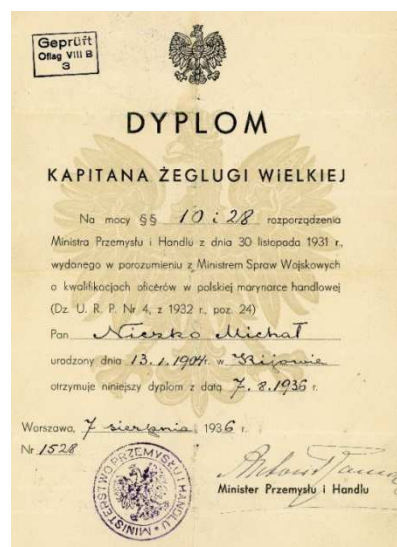 Geprüft
Oflag VIII B
3
DYPLOM
KAPITANA ŻEGLUGI WIELKIEJ
Na mocy §§ 10 i 28 rozporządzenia
Ministra Przemysłu i Handlu z dnia 30 listopada 1931 r.,
wydanego w porozumieniu z Ministrem Spraw Wojskowych
o kwalifikacjach oficerów w polskiej marynarce handlowej
(Dz. U. R. P. Nr 4, z 1932 r., poz. 24)
Pan Nieszko Michał
urodzony dnia 13.1.1904r. w Kijowie
otrzymuje niniejszy dyplom z datą 7.8.1936 r.
Warszawa, 7 sierpnia 1936 r.
Nr 1528
MINISTERSTWO PRZEMYSŁU I HANDLU
Minister Przemysłu i Handlu